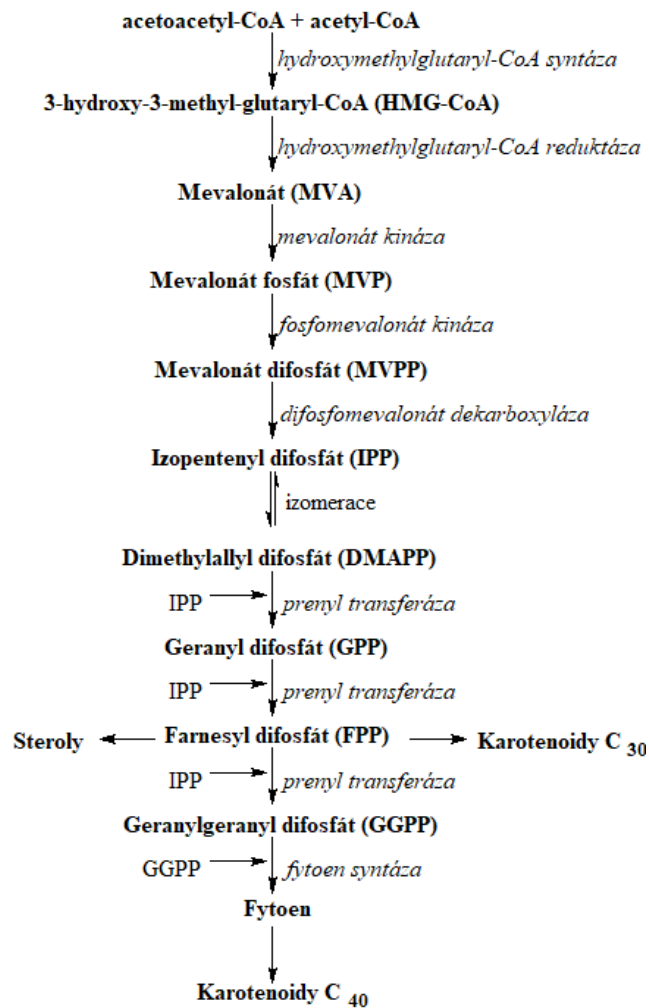 acetoacetyl-CoA + acetyl-CoA
hydroxymethylglutaryl-CoA syntáza
3-hydroxy-3-methyl-glutaryl-CoA (HMG-CoA)
hydroxymethylglutaryl-CoA reduktáza
Mevalonát (MVA)
mevalonát kináza
Mevalonát fosfát (MVP)
fosfomevalonát kináza
Mevalonát difosfát (MVPP)
difosfomevalonát dekarboxyláza
Izopentenyl difosfát (IPP)
izomerace
Dimethylallyl difosfát (DMAPP)
IPP prenyl transferáza
Geranyl difosfát (GPP)
IPP prenyl transferáza
Steroly Farnesyl difosfát (FPP) Karotenoidy C 30
IPP prenyl transferáza
Geranylgeranyl difosfát (GGPP)
GGPP fytoen syntáza
Fytoen
Karotenoidy C 40